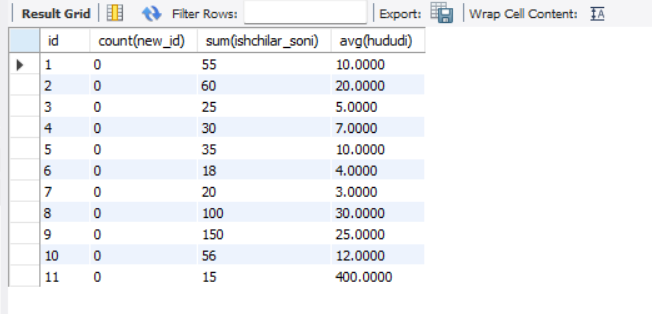 Result Grid Filter Rows: Export: Wrap Cell Content:
id count(new_id) sum(ishchilar_soni) avg(hududi)
1 0 55 10.0000
2 0 60 20.0000
3 0 25 5.0000
4 0 30 7.0000
5 0 35 10.0000
6 0 18 4.0000
7 0 20 3.0000
8 0 100 30.0000
9 0 150 25.0000
10 0 56 12.0000
11 0 15 400.0000